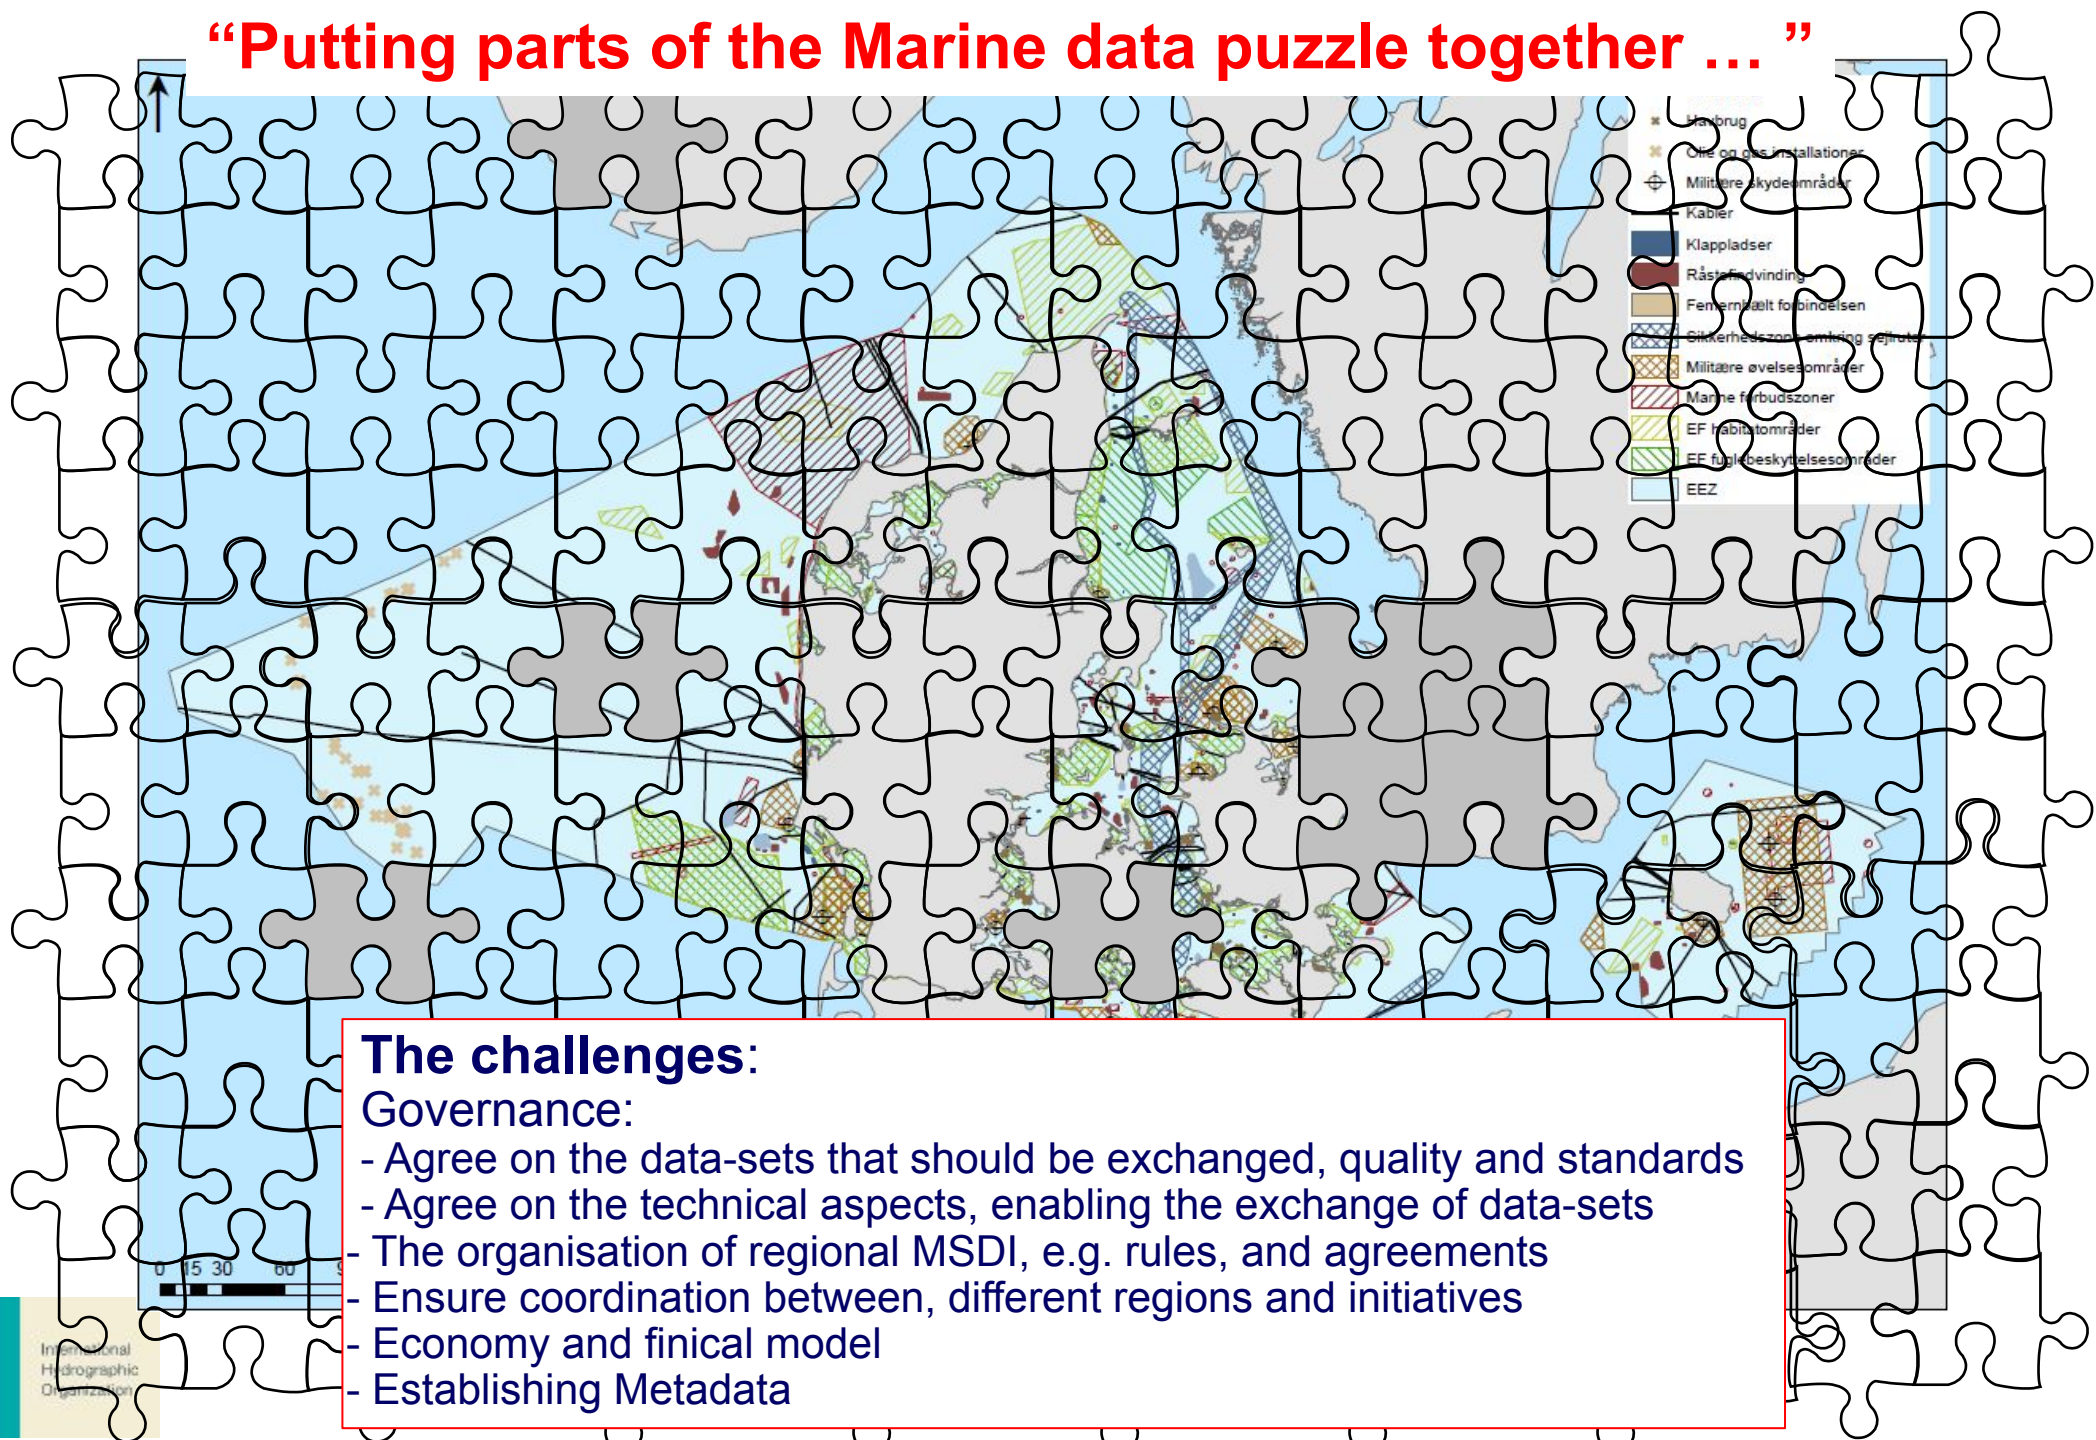 “Putting parts of the Marine data puzzle together … ”
Havbrug
Olie og gas installationer
Militære skydeområder
Kabler
Klappladser
Råstofindvinding
Femernbælt forbindelsen
Sikkerhedszone omkring sejlruter
Militære øvelsesområder
Marine forbudszoner
EF habitatområder
EF fuglebeskyttelsesområder
EEZ
The challenges:
Governance:
- Agree on the data-sets that should be exchanged, quality and standards
- Agree on the technical aspects, enabling the exchange of data-sets
- The organisation of regional MSDI, e.g. rules, and agreements
- Ensure coordination between, different regions and initiatives
- Economy and finical model
- Establishing Metadata
0 15 30 60
International
Hydrographic
Organization